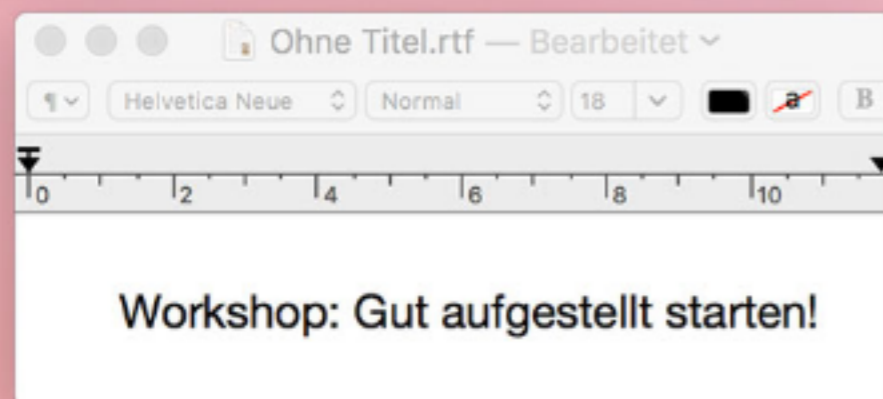 Ohne Titel.rtf — Bearbeitet
¶ Helvetica Neue Normal 18 a B
0 2 4 6 8 10
Workshop: Gut aufgestellt starten!